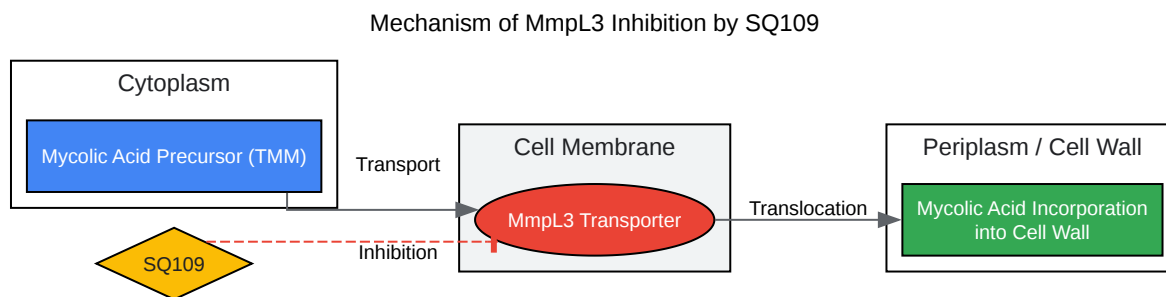 Mechanism of MmpL3 Inhibition by SQ109
Cytoplasm
Mycolic Acid Precursor (TMM)
Transport
Cell Membrane
MmpL3 Transporter
Translocation
Periplasm / Cell Wall
Mycolic Acid Incorporation
into Cell Wall
Inhibition
SQ109